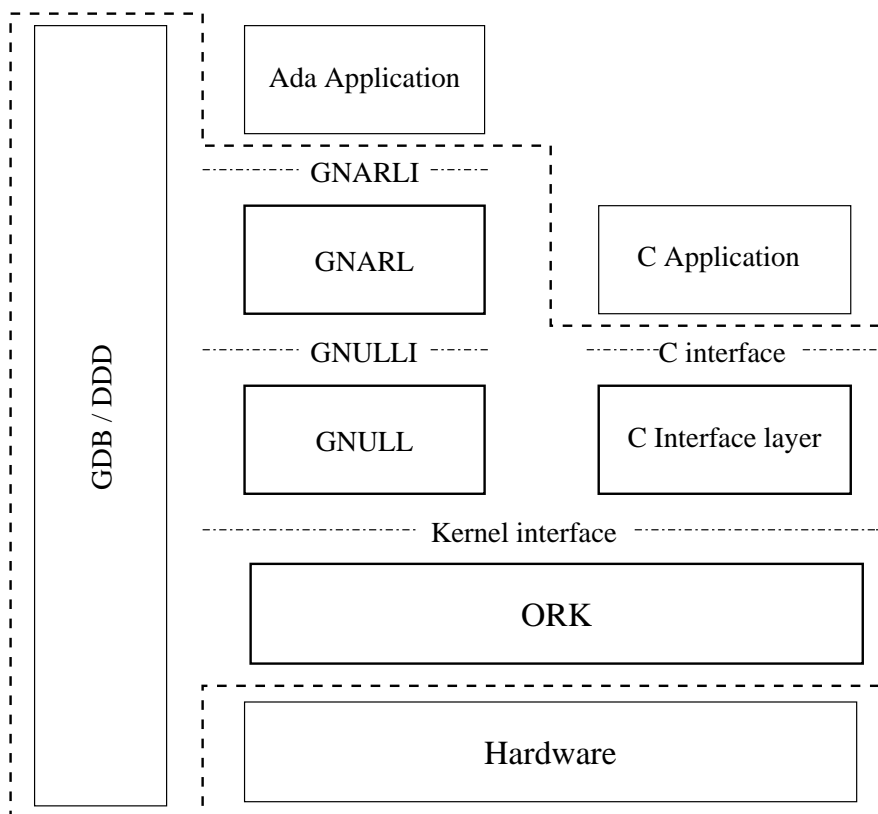 Ada Application
GNARLI
GNARL
C Application
GNULLI
C interface
GDB / DDD
GNULL
C Interface layer
Kernel interface
ORK
Hardware